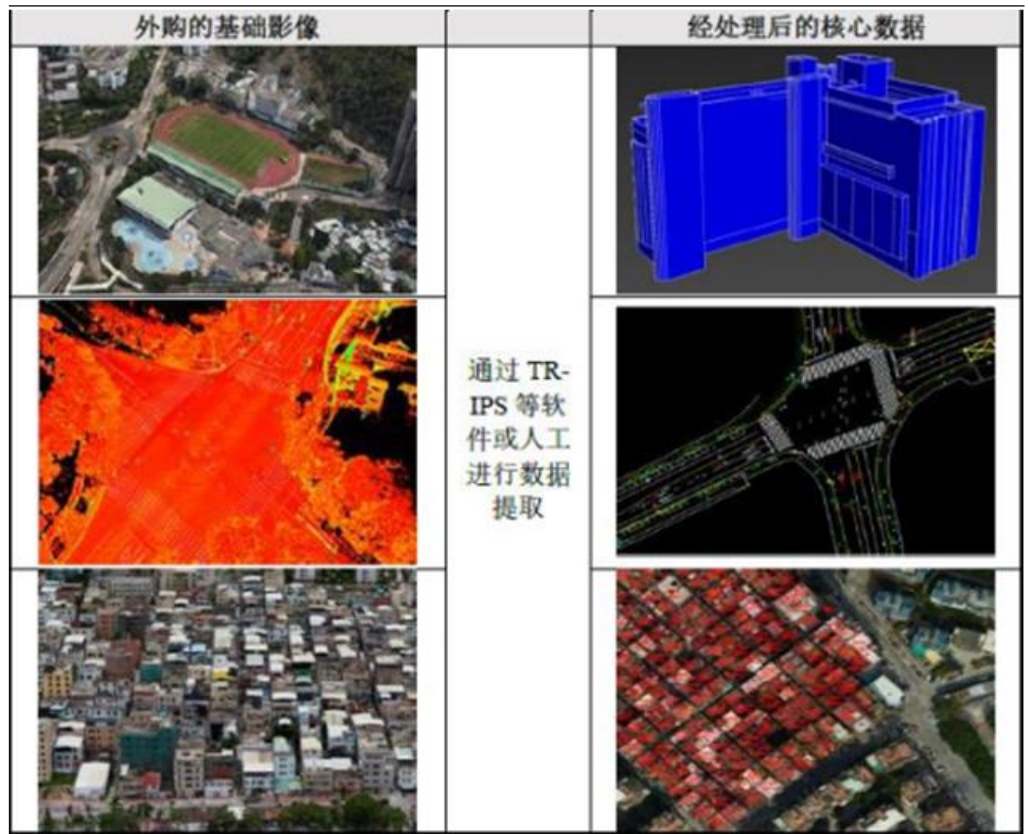 外购的基础影像
经处理后的核心数据
通过 TR-
IPS 等软
件或人工
进行数据
提取